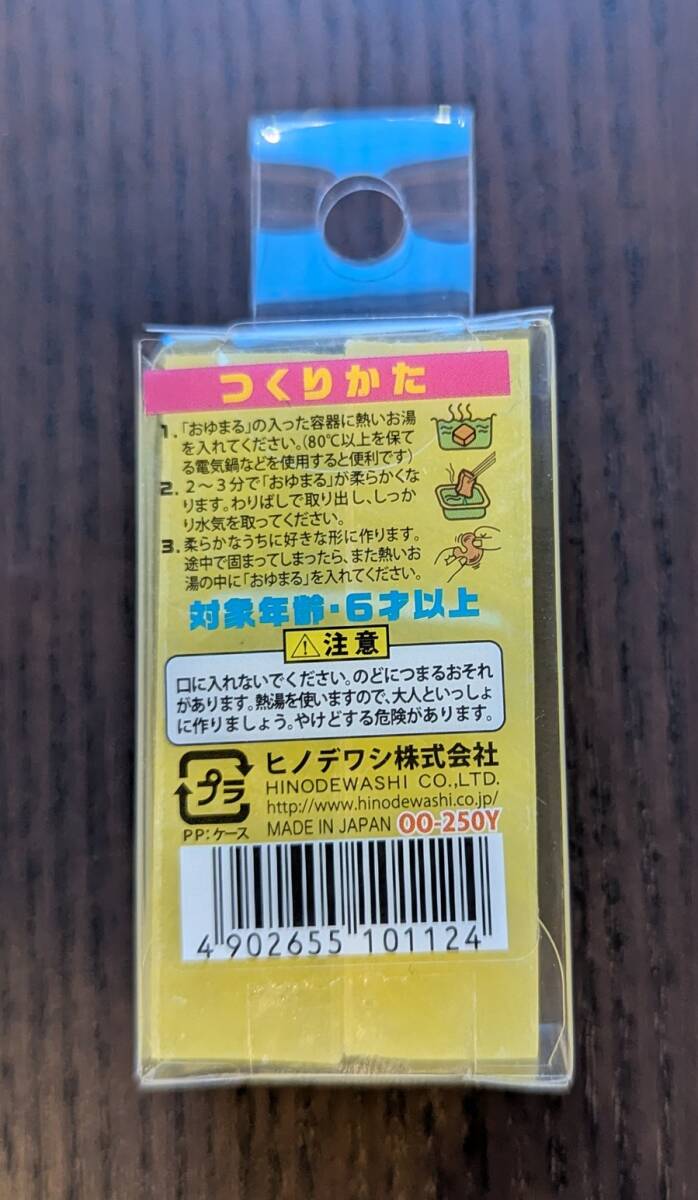 つくりかた
1.「おゆまる」の入った容器に熱いお湯
を入れてください。(80℃以上を保て
る電気鍋などを使用すると便利です)
2. 2〜3分で「おゆまる」が柔らかくな
ります。わりばしで取り出し、しっか
り水気を取ってください。
3. 柔らかなうちに好きな形に作ります。
途中で固まってしまったら、また熱いお
湯の中に「おゆまる」を入れてください。
対象年齢・6才以上
⚠注意
口に入れないでください。のどにつまるおそれ
があります。熱湯を使いますので、大人といっしょ
に作りましょう。やけどする危険があります。
プラ
PP:ケース
ヒノデワシ株式会社
HINODEWASHI CO.,LTD.
http://www.hinodewashi.co.jp/
MADE IN JAPAN OO-250Y
4 902655 101124